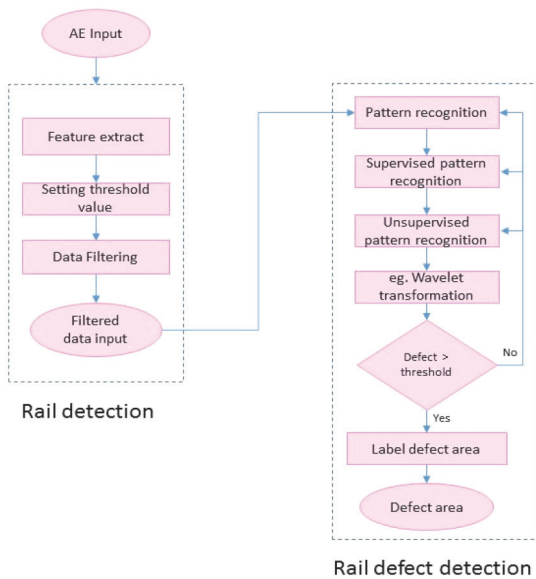 AE Input
Feature extract
Setting threshold
value
Data Filtering
Filtered
data input
Rail detection
Pattern recognition
Supervised pattern
recognition
Unsupervised
pattern recognition
eg. Wavelet
transformation
Defect >
threshold
No
Yes
Label defect area
Defect area
Rail defect detection